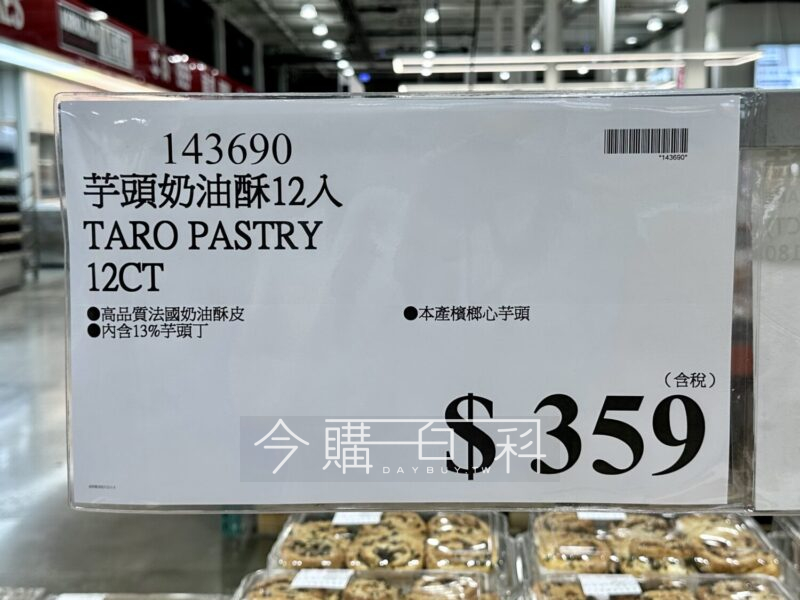 143690
芋頭奶油酥12入
TARO PASTRY
12CT
●高品質法國奶油酥皮
●內含13%芋頭丁
●本產檳榔心芋頭
*143690*
（含稅）
$ 359
今購百科
DAYBUY.TW